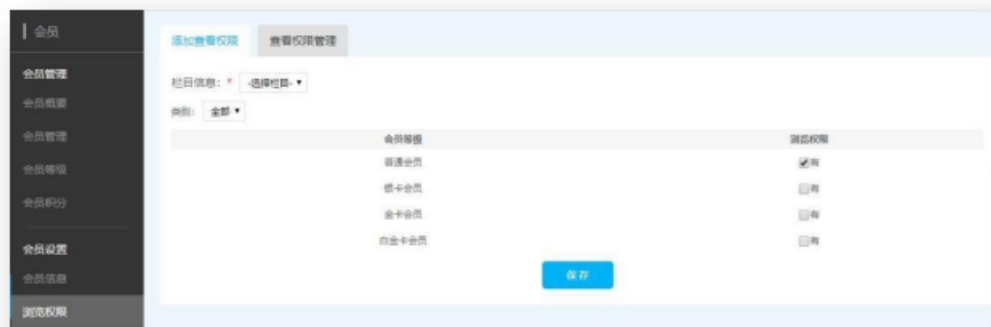 会员
会员管理
会员概要
会员管理
会员等级
会员积分
会员设置
会员信息
浏览权限
添加查看权限 查看权限管理
栏目信息：* -选择栏目-
类别： 全部
会员等级 浏览权限
普通会员 有
银卡会员 有
金卡会员 有
白金卡会员 有
保存